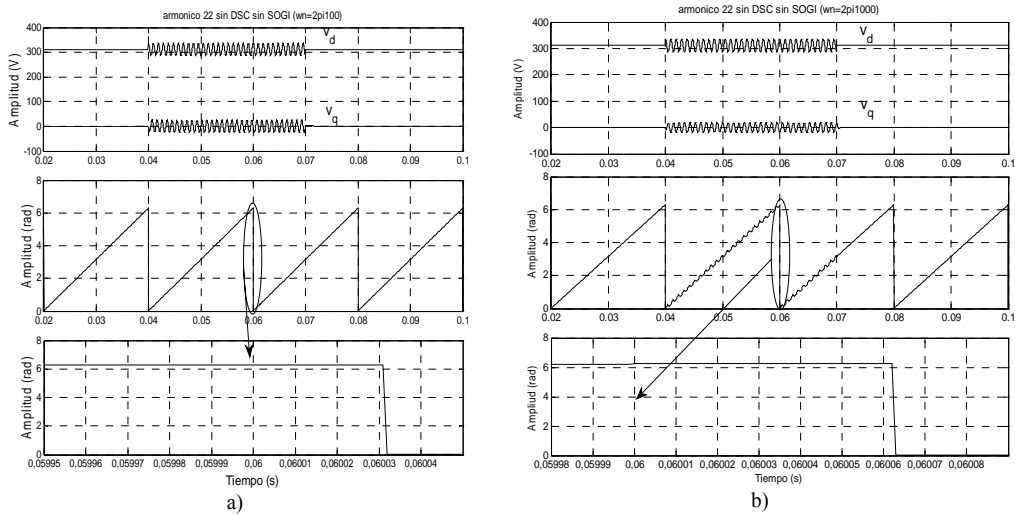 armonico 22 sin DSC sin SOGI (wn=2pi100)
Amplitud (V)
400
300
200
100
0
-100
v_d
v_q
0.02 0.03 0.04 0.05 0.06 0.07 0.08 0.09 0.1
Amplitud (rad)
8
6
4
2
0
0.02 0.03 0.04 0.05 0.06 0.07 0.08 0.09 0.1
Amplitud (rad)
8
6
4
2
0
0,05995 0,05996 0,05997 0,05998 0,05999 0,06 0,06001 0,06002 0,06003 0,06004
Tiempo (s)
a)
armonico 22 sin DSC sin SOGI (wn=2pi1000)
Amplitud (V)
400
300
200
100
0
-100
v_d
v_q
0.02 0.03 0.04 0.05 0.06 0.07 0.08 0.09 0.1
Amplitud (rad)
8
6
4
2
0
0.02 0.03 0.04 0.05 0.06 0.07 0.08 0.09 0.1
Ampliud (rad)
8
6
4
2
0
0,05998 0,05999 0,06 0,06001 0,06002 0,06003 0,06004 0,06005 0,06006 0,06007 0,06008
Tiempo (s)
b)